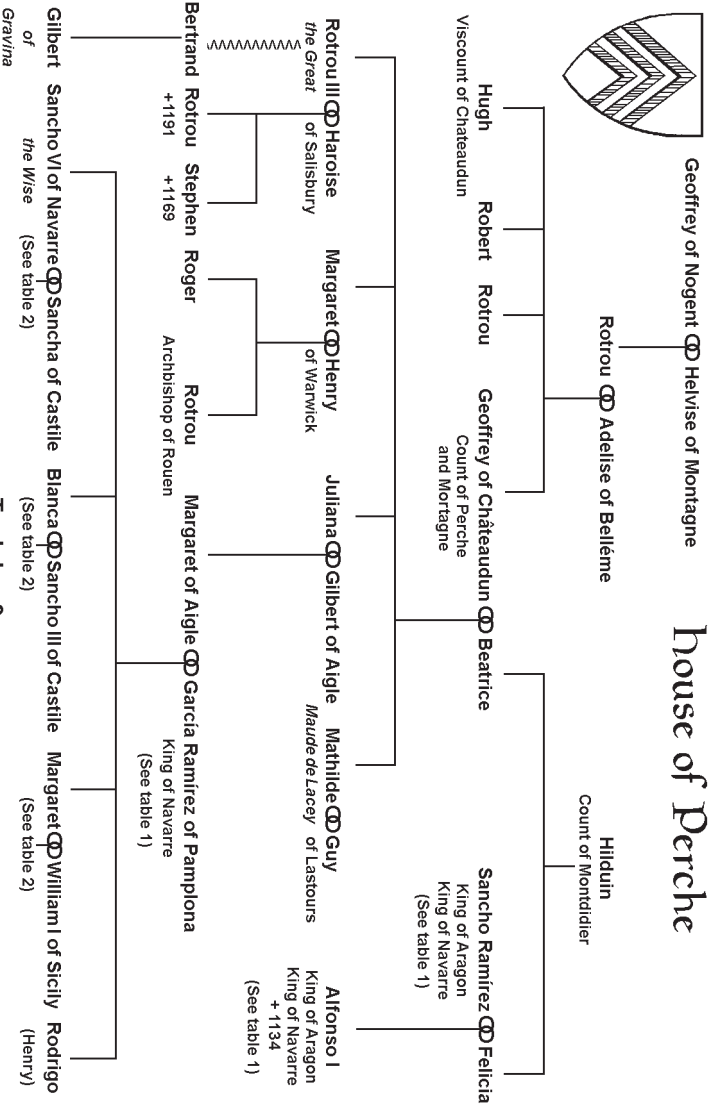 House of Perche
Geoffrey of Nogent Helvise of Montagne
Rotrou Adelise of Belléme
Hilduin
Count of Montdidier
Hugh
Viscount of Chateaudun
Robert
Rotrou
Geoffrey of Châteaudun Beatrice
Count of Perche
and Mortagne
Sancho Ramírez Felicia
King of Aragon
King of Navarre
(See table 1)
Rotrou III Haroise
the Great of Salisbury
Margaret Henry
of Warwick
Juliana Gilbert of Aigle
Mathilde Guy
Maude de Lacey of Lastours
Alfonso I
King of Aragon
King of Navarre
+ 1134
(See table 1)
Bertrand
Rotrou
+1191
Stephen
+1169
Roger
Rotrou
Archbishop of Rouen
Margaret of Aigle García Ramírez of Pamplona
King of Navarre
(See table 1)
Gilbert
of
Gravina
Sancho VI of Navarre Sancha of Castile
the Wise (See table 2)
Blanca Sancho III of Castile
(See table 2)
Margaret William I of Sicily
(See table 2)
Rodrigo
(Henry)